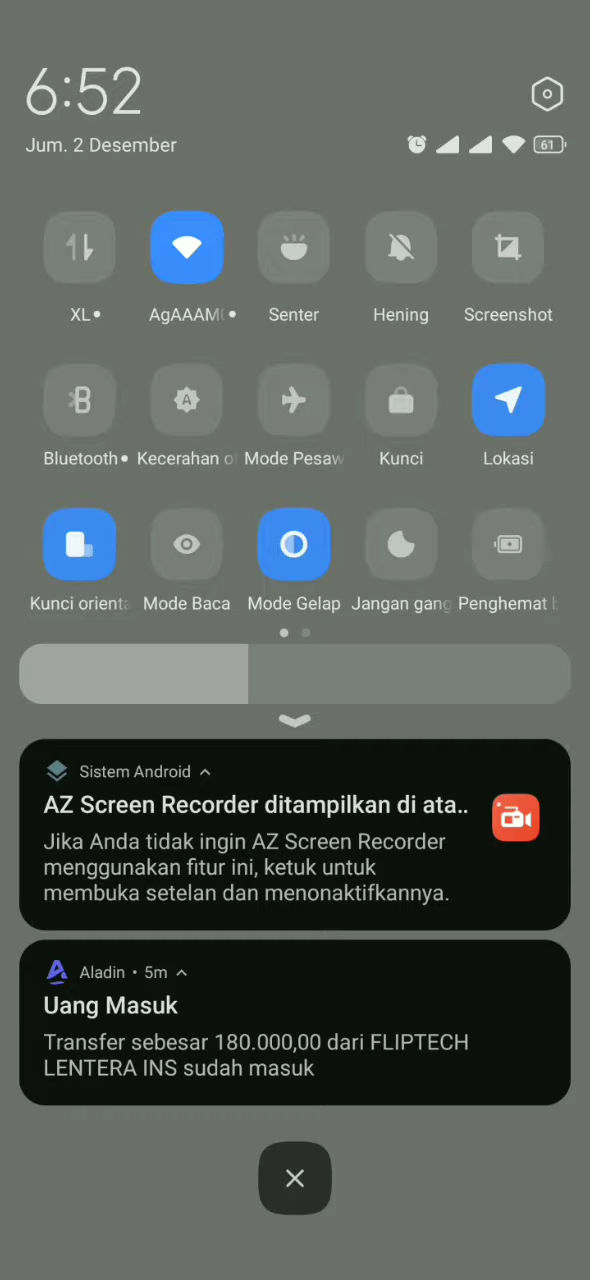 6:52
Jum. 2 Desember
61
XL
Senter
Hening
Screenshot
Bluetooth
Kecerahan
Mode Pesaw
Kunci
Lokasi
Kunci orienta
Mode Baca
Mode Gelap
Jangan gang
Penghemat
Sistem Android
AZ Screen Recorder ditampilkan di ata..
Jika Anda tidak ingin AZ Screen Recorder
menggunakan fitur ini, ketuk untuk
membuka setelan dan menonaktifkannya.
Aladin • 5m
Uang Masuk
Transfer sebesar 180.000,00 dari FLIPTECH
LENTERA INS sudah masuk